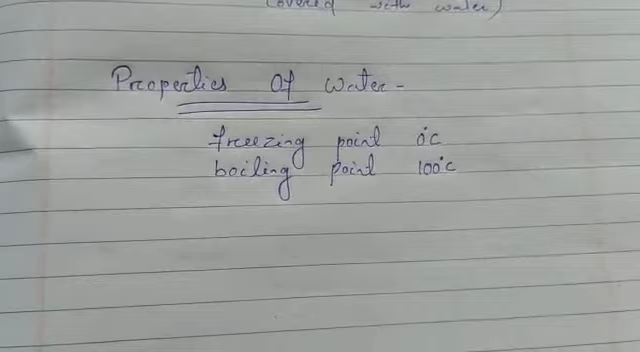 covered with water)
Properties Of water -
freezing point 0°c
boiling point 100°c